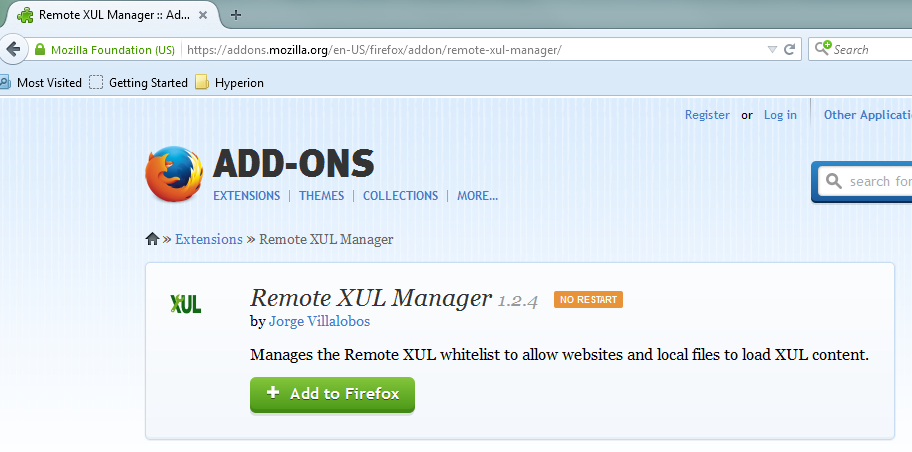 Remote XUL Manager :: Ad...
Mozilla Foundation (US) https://addons.mozilla.org/en-US/firefox/addon/remote-xul-manager/ Search
Most Visited Getting Started Hyperion
Register or Log in Other Applicati
ADD-ONS
EXTENSIONS | THEMES | COLLECTIONS | MORE...
search for
» Extensions » Remote XUL Manager
XUL
Remote XUL Manager 1.2.4 NO RESTART
by Jorge Villalobos
Manages the Remote XUL whitelist to allow websites and local files to load XUL content.
+ Add to Firefox